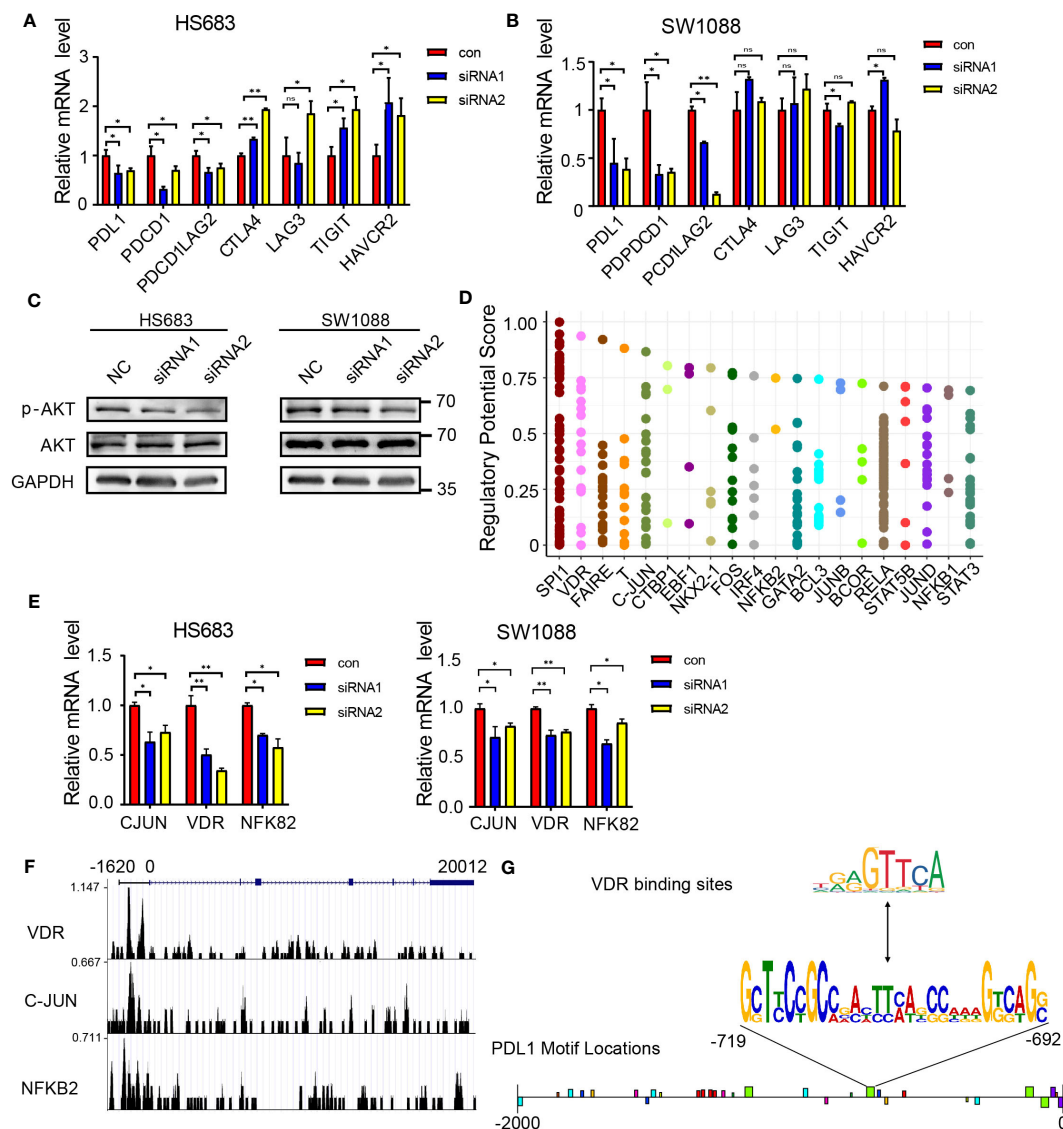 A
HS683
Relative mRNA level
3
2
1
0
* * * * * * ** ** ns * * * * *
con
siRNA1
siRNA2
PDL1
PDCD1
PDCD1LAG2
CTLA4
LAG3
TIGIT
HAVCR2
B
SW1088
Relative mRNA level
1.5
1
0.5
0
* * * * * ** ns ns ns ns * ns * ns
con
siRNA1
siRNA2
PDL1
PDPDCD1
PCD1LAG2
CTLA4
LAG3
TIGIT
HAVCR2
C
HS683 SW1088
NC siRNA1 siRNA2 NC siRNA1 siRNA2
p-AKT 70
AKT 70
GAPDH 35
D
Regulatory Potential Score
1.00
0.75
0.5
0.25
0
SPI1
VDR
FAIRE
T
C-JUN
CTBP1
EBF1
NKX2-1
FOS
IRF4
NFKB2
GATA2
BCL3
JUNB
BCOR
RELA
STAT5B
JUND
NFKB1
STAT3
E
HS683
Relative mRNA level
1.5
1.0
0.5
0.0
* * ** ** * *
con
siRNA1
siRNA2
CJUN VDR NFK82
SW1088
Relative mRNA level
1.5
1.0
0.5
0.0
* * ** ** * *
con
siRNA1
siRNA2
CJUN VDR NFK82
F
-1620 0 20012
1.147
VDR
0.667
C-JUN
0.711
NFKB2
G
VDR binding sites
GAGTTCA
-719 -692
PDL1 Motif Locations
-2000 0